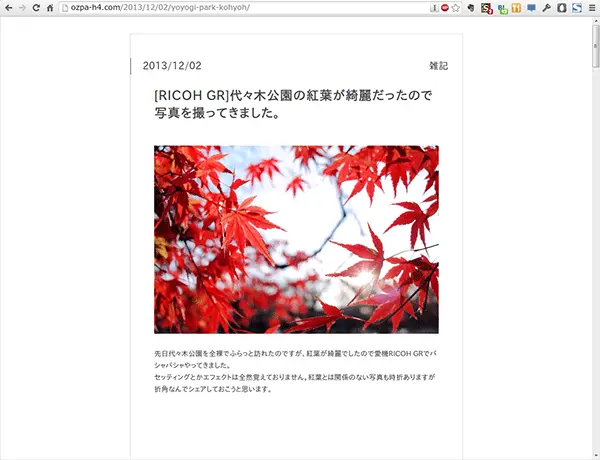 ozpa-h4.com/2013/12/02/yoyogi-park-kohyoh/
2013/12/02 雑記
[RICOH GR]代々木公園の紅葉が綺麗だったので
写真を撮ってきました。
先日代々木公園を全裸でふらっと訪れたのですが、紅葉が綺麗でしたので愛機RICOH GRでパ
シャパシャやってきました。
セッティングとかエフェクトは全然覚えておりません。紅葉とは関係のない写真も時折ありますが
折角なんでシェアしておこうと思います。